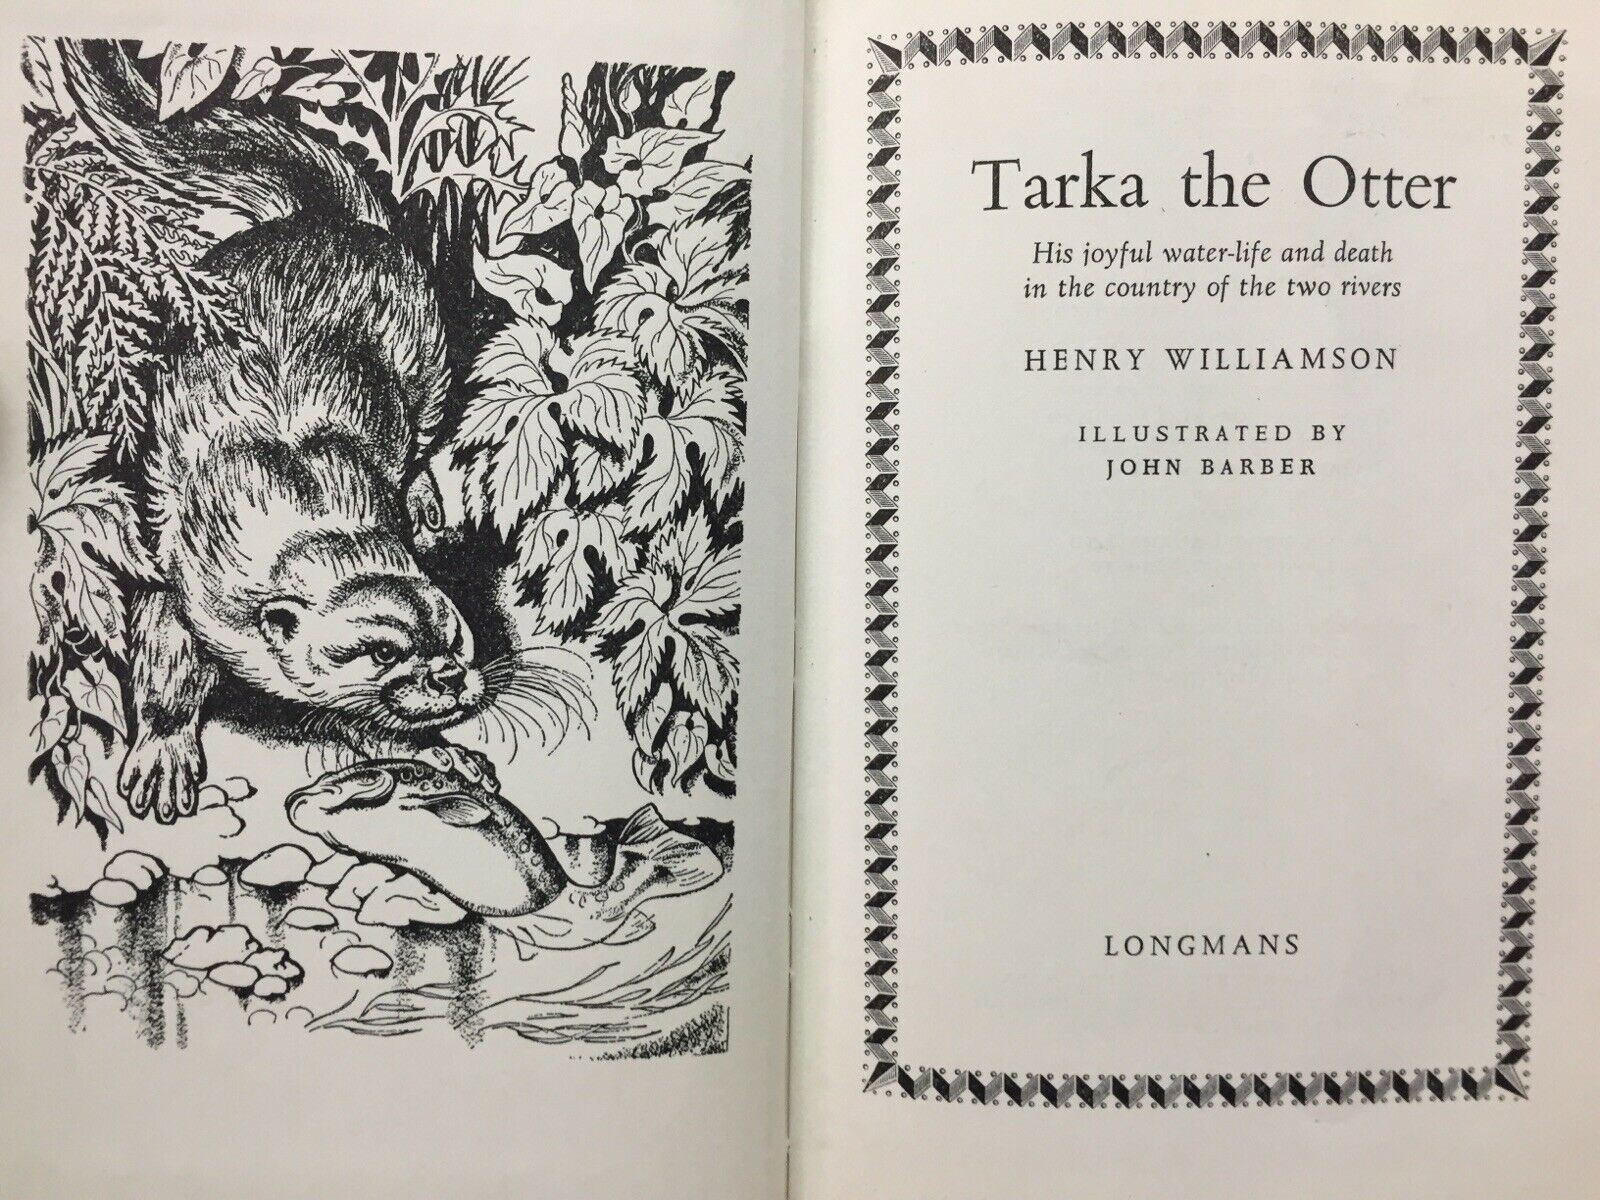 Tarka the Otter
His joyful water-life and death
in the country of the two rivers
HENRY WILLIAMSON
ILLUSTRATED BY
JOHN BARBER
LONGMANS